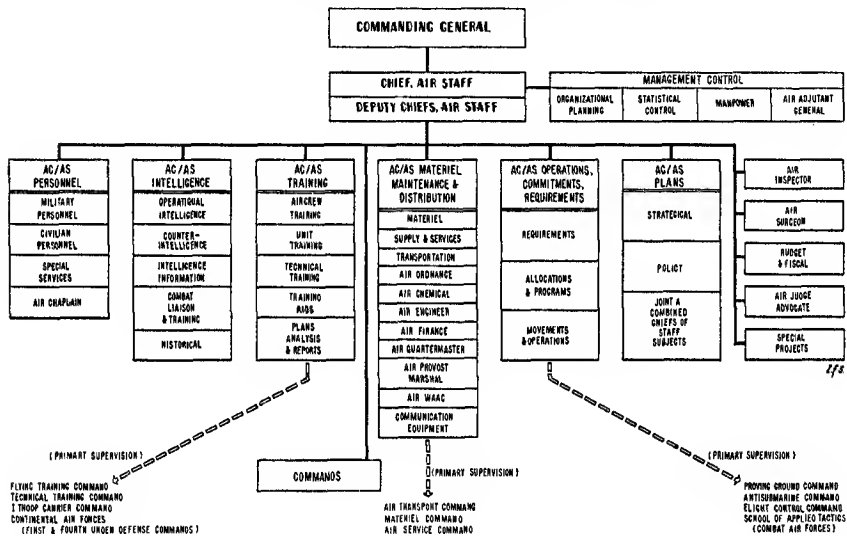 COMMANDING GENERAL
CHIEF, AIR STAFF
DEPUTY CHIEFS, AIR STAFF
MANAGEMENT CONTROL
ORGANIZATIONAL
PLANNING
STATISTICAL
CONTROL
MANPOWER
AIR ADJUTANT
GENERAL
AC/AS
PERSONNEL
MILITARY
PERSONNEL
CIVILIAN
PERSONNEL
SPECIAL
SERVICES
AIR CHAPLAIN
AC/AS
INTELLIGENCE
OPERATIQUAL
INTELLIGENCE
COUNTER-
INTELLIGENCE
INTELLIGENCE
INFORMATION
COMBAT
LIAISON
& TRAINING
HISTORICAL
AC/AS
TRAINING
AIRCREW
TRAINING
UNIT
TRAINING
TECHNICAL
TRAINING
TRAINING
AIDS
PLANS
ANALYSIS
& REPORTS
AC/AS MATERIEL
MAINTENANCE &
DISTRIBUTION
MATERIEL
SUPPLY & SERVICES
TRANSPORTATION
AIR ORDNANCE
AIR CHEMICAL
AIR ENGINEER
AIR FINANCE
AIR QUARTERMASTER
AIR PROVOST
MARSHAL
AIR WAAC
COMMUNICATION
EQUIPMENT
AC/AS OPERATIONS,
COMMITMENTS,
REQUIREMENTS
REQUIREMENTS
ALLOCATIONS
& PROGRAMS
MOVEMENTS
& OPERATIONS
AC/AS
PLANS
STRATEGICAL
POLICT
JOINT A
COMBINED
CHIEFS OF
STAFF
SUBJECTS
AIR
INSPECTOR
AIR
SURGEON
BUDGET
& FISCAL
AIR JUDGE
ADVOCATE
SPECIAL
PROJECTS
(PRIMARY SUPERVISION)
FLYING TRAINING COMMAND
TECHNICAL TRAINING COMMAND
I THOOP CARRIER COMMAND
CONTINENTAL AIR FORCES
(FIRST & FOURTH UNDEN DEFENSE COMMANDS)
COMMANOS
(PRIMARY SUPERVISION)
AIR THANSPONT COMMAND
MATERIEL COMMAND
AIR SERVICE COMMAND
(PRIMARY SUPERVISION)
PROVING GROUND COMMAND
ANTISUBMARINE COMMAND
FLIGHT CONTROL COMMAND
SCHOOL OF APPLIED TACTICS
(COMBAT AIR FORCES)